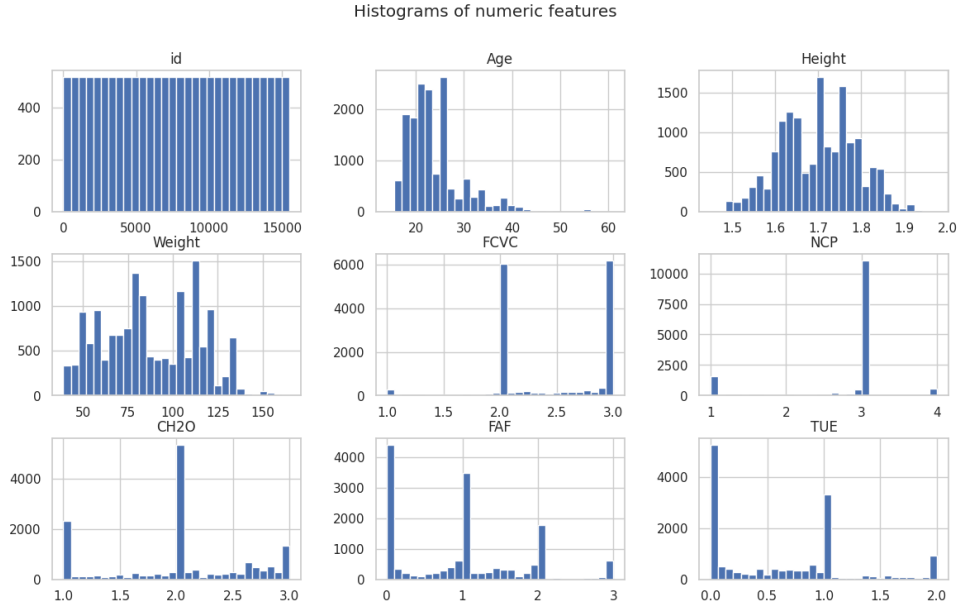 Histograms of numeric features
id
Age
Height
400
200
0
0 5000 10000 15000
2000
1000
0
20 30 40 50 60
1500
1000
500
0
1.5 1.6 1.7 1.8 1.9 2.0
Weight
FCVC
NCP
1500
1000
500
0
50 75 100 125 150
6000
4000
2000
0
1.0 1.5 2.0 2.5 3.0
10000
7500
5000
2500
0
1 2 3 4
CH2O
FAF
TUE
4000
2000
0
1.0 1.5 2.0 2.5 3.0
4000
3000
2000
1000
0
0 1 2 3
4000
2000
0
0.0 0.5 1.0 1.5 2.0